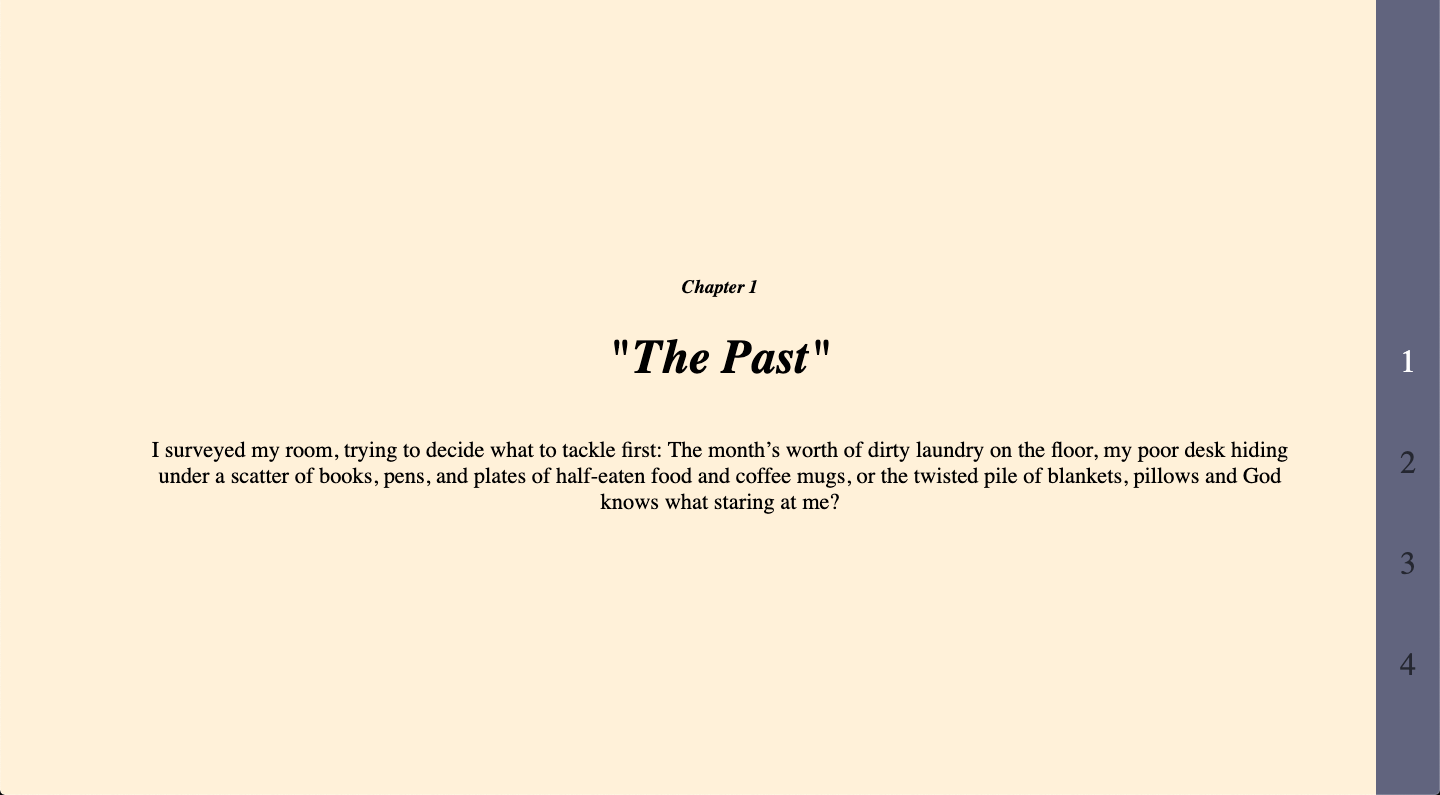 Chapter 1
"The Past"
I surveyed my room, trying to decide what to tackle first: The month’s worth of dirty laundry on the floor, my poor desk hiding
under a scatter of books, pens, and plates of half-eaten food and coffee mugs, or the twisted pile of blankets, pillows and God
knows what staring at me?
1
2
3
4